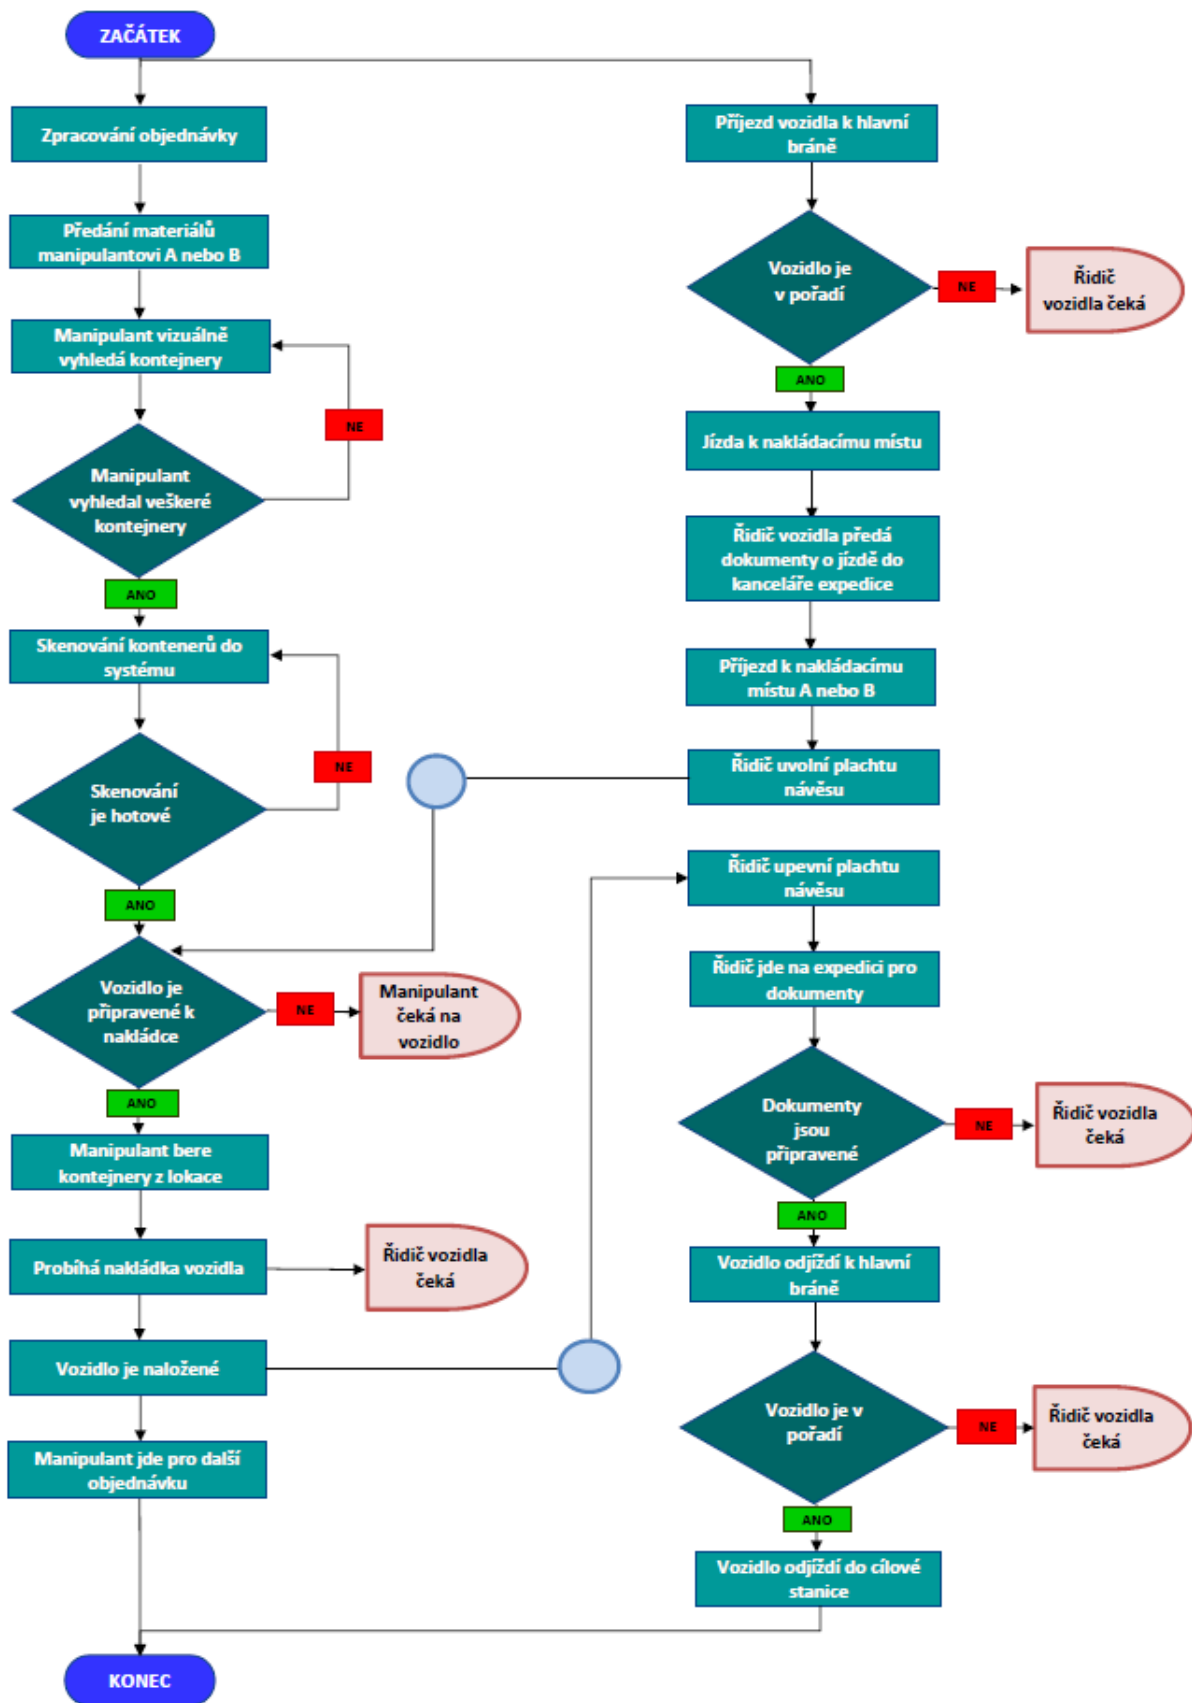 ZAČÁTEK
Zpracování objednávky
Předání materiálů
manipulantovi A nebo B
Manipulant vizuálně
vyhledá kontejnery
NE
Manipulant
vyhledal veškeré
kontejnery
ANO
Skenování kontenerů do
systému
NE
Skenování
je hotové
ANO
Vozidlo je
připravené k
nakládce
NE
Manipulant
čeká na
vozidlo
ANO
Manipulant bere
kontejnery z lokace
Probíhá nakládka vozidla
Řidič vozidla
čeká
Vozidlo je naložené
Manipulant jde pro další
objednávku
KONEC
Příjezd vozidla k hlavní
bráně
Vozidlo je
v pořadí
NE
Řidič
vozidla čeká
ANO
Jízda k nakládacímu místu
Řidič vozidla předá
dokumenty o jízdě do
kanceláře expedice
Příjezd k nakládacímu
místu A nebo B
Řidič uvolní plachtu
návěsu
Řidič upevní plachtu
návěsu
Řidič jde na expedici pro
dokumenty
Dokumenty
jsou
připravené
NE
Řidič vozidla
čeká
ANO
Vozidlo odjíždí k hlavní
bráně
Vozidlo je v
pořadí
NE
Řidič vozidla
čeká
ANO
Vozidlo odjíždí do cílové
stanice